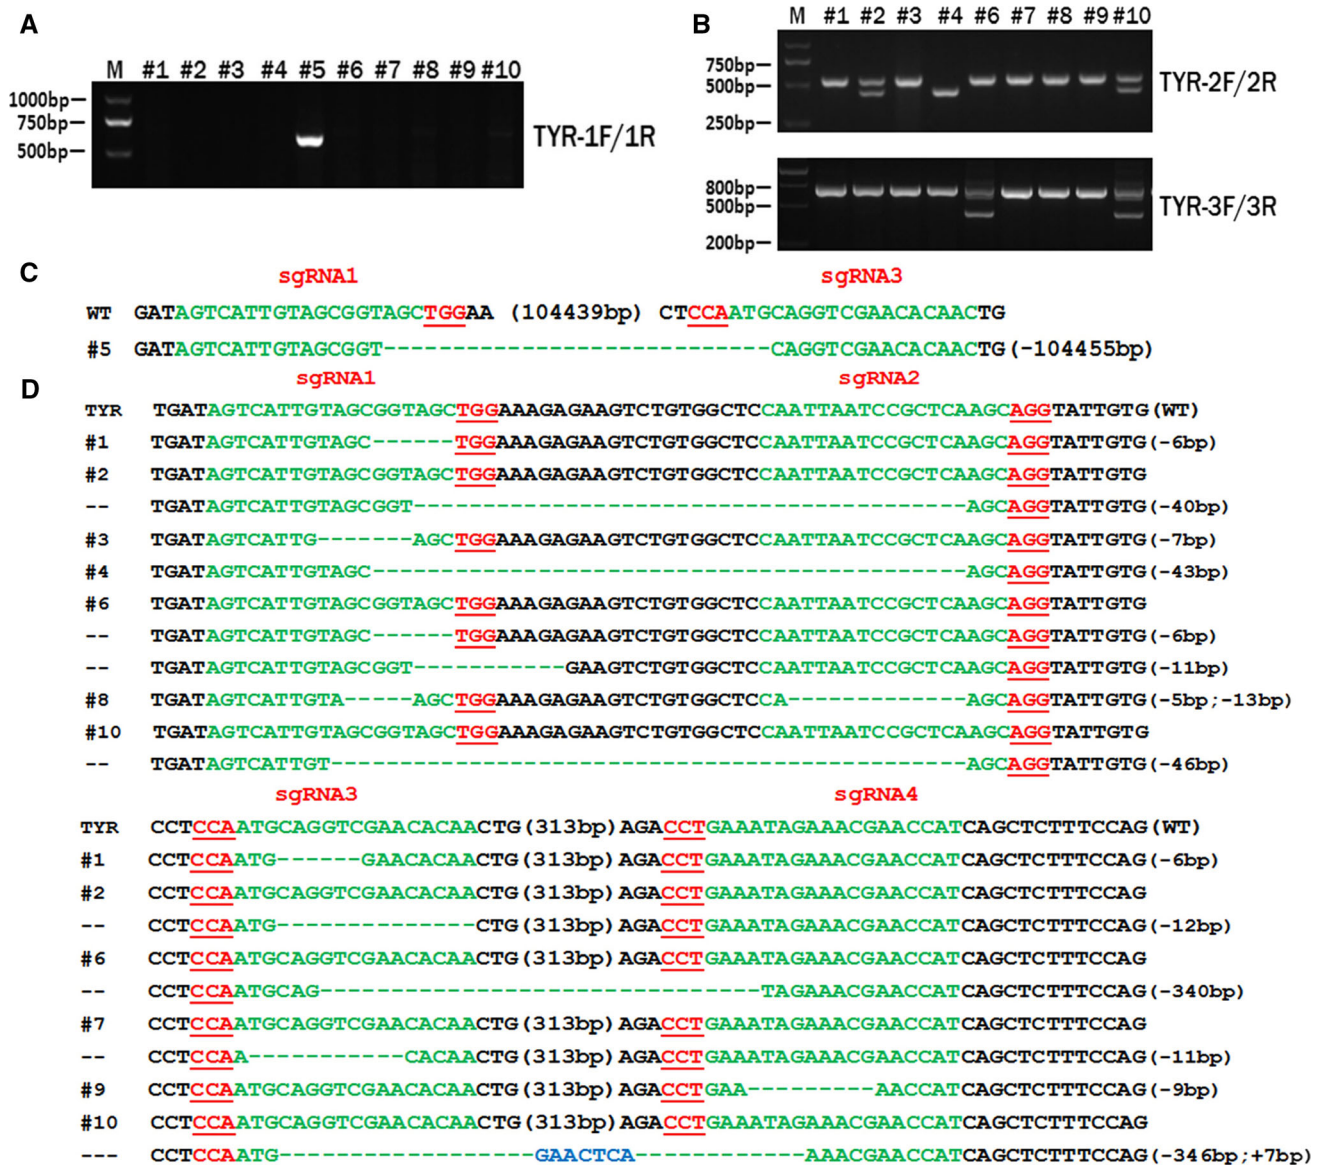 A
M #1 #2 #3 #4 #5 #6 #7 #8 #9 #10
1000bp
750bp
500bp
TYR-1F/1R
B
M #1 #2 #3 #4 #6 #7 #8 #9 #10
750bp
500bp
250bp
TYR-2F/2R
800bp
500bp
200bp
TYR-3F/3R
C
sgRNA1 sgRNA3
WT GATAGTCATTGTAGCGGTAGCTGGAA (104439bp) CTCCAATGCAGGTCGAACACAACTG
#5 GATAGTCATTGTAGCGGT----------------------------CAGGTCGAACACAACTG(-104455bp)
D
sgRNA1 sgRNA2
TYR TGATAGTCATTGTAGCGGTAGCTGGAAAGAGAAGTCTGTGGCTCCAATTAATCCGCTCAAGCAGGTATTGTG(WT)
#1 TGATAGTCATTGTAGC------TGGAAAGAGAAGTCTGTGGCTCCAATTAATCCGCTCAAGCAGGTATTGTG(-6bp)
#2 TGATAGTCATTGTAGCGGTAGCTGGAAAGAGAAGTCTGTGGCTCCAATTAATCCGCTCAAGCAGGTATTGTG
-- TGATAGTCATTGTAGCGGT----------------------------------------AGCAGGTATTGTG(-40bp)
#3 TGATAGTCATTG-------AGCTGGAAAGAGAAGTCTGTGGCTCCAATTAATCCGCTCAAGCAGGTATTGTG(-7bp)
#4 TGATAGTCATTGTAGC-------------------------------------------AGCAGGTATTGTG(-43bp)
#6 TGATAGTCATTGTAGCGGTAGCTGGAAAGAGAAGTCTGTGGCTCCAATTAATCCGCTCAAGCAGGTATTGTG
-- TGATAGTCATTGTAGC------TGGAAAGAGAAGTCTGTGGCTCCAATTAATCCGCTCAAGCAGGTATTGTG(-6bp)
-- TGATAGTCATTGTAGCGGT-----------GAAGTCTGTGGCTCCAATTAATCCGCTCAAGCAGGTATTGTG(-11bp)
#8 TGATAGTCATTGTA-----AGCTGGAAAGAGAAGTCTGTGGCTCCA-------------AGCAGGTATTGTG(-5bp;-13bp)
#10 TGATAGTCATTGTAGCGGTAGCTGGAAAGAGAAGTCTGTGGCTCCAATTAATCCGCTCAAGCAGGTATTGTG
-- TGATAGTCATTGT----------------------------------------------AGCAGGTATTGTG(-46bp)
sgRNA3 sgRNA4
TYR CCTCCAATGCAGGTCGAACACAACTG(313bp)AGACCTGAAATAGAAACGAACCATCAGCTCTTTCCAG(WT)
#1 CCTCCAATG------GAACACAACTG(313bp)AGACCTGAAATAGAAACGAACCATCAGCTCTTTCCAG(-6bp)
#2 CCTCCAATGCAGGTCGAACACAACTG(313bp)AGACCTGAAATAGAAACGAACCATCAGCTCTTTCCAG
-- CCTCCAATG--------------CTG(313bp)AGACCTGAAATAGAAACGAACCATCAGCTCTTTCCAG(-12bp)
#6 CCTCCAATGCAGGTCGAACACAACTG(313bp)AGACCTGAAATAGAAACGAACCATCAGCTCTTTCCAG
-- CCTCCAATGCAG--------------------------------TAGAAACGAACCATCAGCTCTTTCCAG(-340bp)
#7 CCTCCAATGCAGGTCGAACACAACTG(313bp)AGACCTGAAATAGAAACGAACCATCAGCTCTTTCCAG
-- CCTCCAA-----------CACAACTG(313bp)AGACCTGAAATAGAAACGAACCATCAGCTCTTTCCAG(-11bp)
#9 CCTCCAATGCAGGTCGAACACAACTG(313bp)AGACCTGAA---------AACCATCAGCTCTTTCCAG(-9bp)
#10 CCTCCAATGCAGGTCGAACACAACTG(313bp)AGACCTGAAATAGAAACGAACCATCAGCTCTTTCCAG
--- CCTCCAATG-------------------GAACTCA------------AAACGAACCATCAGCTCTTTCCAG(-346bp;+7bp)